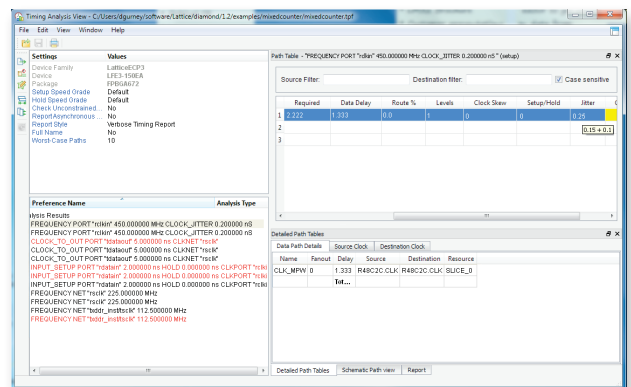 Timing Analysis View - C:/Users/dgurney/software/Lattice/diamond/1.2/examples/mixedcounter/mixedcounter.tpf
File Edit View Window Help
Settings Values
Device Family LatticeECP3
Device LFE3-150EA
Package FPBGA672
Setup Speed Grade Default
Hold Speed Grade Default
Check Unconstrained... No
Report Asynchronous ... No
Report Style Verbose Timing Report
Full Name No
Worst-Case Paths 10
Preference Name Analysis Type
lysis Results
FREQUENCY PORT "rclkin" 450.000000 MHz CLOCK_JITTER 0.200000 nS
FREQUENCY PORT "rclkin" 450.000000 MHz CLOCK_JITTER 0.200000 nS
CLOCK_TO_OUT PORT "tdataout" 5.000000 ns CLKNET "rsclk"
CLOCK_TO_OUT PORT "tdataout" 5.000000 ns CLKNET "rsclk"
CLOCK_TO_OUT PORT "tdataout" 5.000000 ns CLKNET "rsclk"
INPUT_SETUP PORT "rdatain" 2.000000 ns HOLD 0.000000 ns CLKPORT "rclki
INPUT_SETUP PORT "rdatain" 2.000000 ns HOLD 0.000000 ns CLKPORT "rclki
INPUT_SETUP PORT "rdatain" 2.000000 ns HOLD 0.000000 ns CLKPORT "rclki
FREQUENCY NET "rsclk" 225.000000 MHz
FREQUENCY NET "rsclk" 225.000000 MHz
FREQUENCY NET "txddr_inst/tsclk" 112.500000 MHz
FREQUENCY NET "txddr_inst/tsclk" 112.500000 MHz
Path Table - "FREQUENCY PORT "rclkin" 450.000000 MHz CLOCK_JITTER 0.200000 nS " (setup)
Source Filter: Destination filter: Case sensitive
Required Data Delay Route % Levels Clock Skew Setup/Hold Jitter
1 2.222 1.333 0.0 1 0 0 0.25
2 0.15 + 0.1
3
Detailed Path Tables
Data Path Details Source Clock Destination Clock
Name Fanout Delay Source Destination Resource
CLK_MPW 0 1.333 R48C2C.CLK R48C2C.CLK SLICE_0
Tot...
Detailed Path Tables Schematic Path view Report